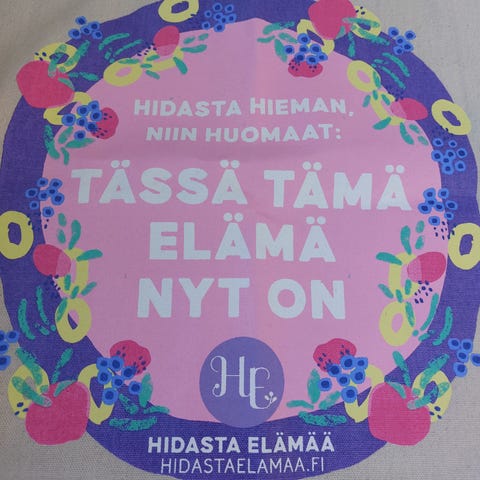 HIDASTA HIEMAN,
NIIN HUOMAAT:
TÄSSÄ TÄMÄ
ELÄMÄ
NYT ON
HE
HIDASTA ELÄMÄÄ
HIDASTAELAMAA.FI